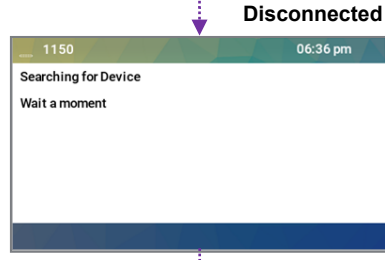 Disconnected
1150 06:36 pm
Searching for Device
Wait a moment